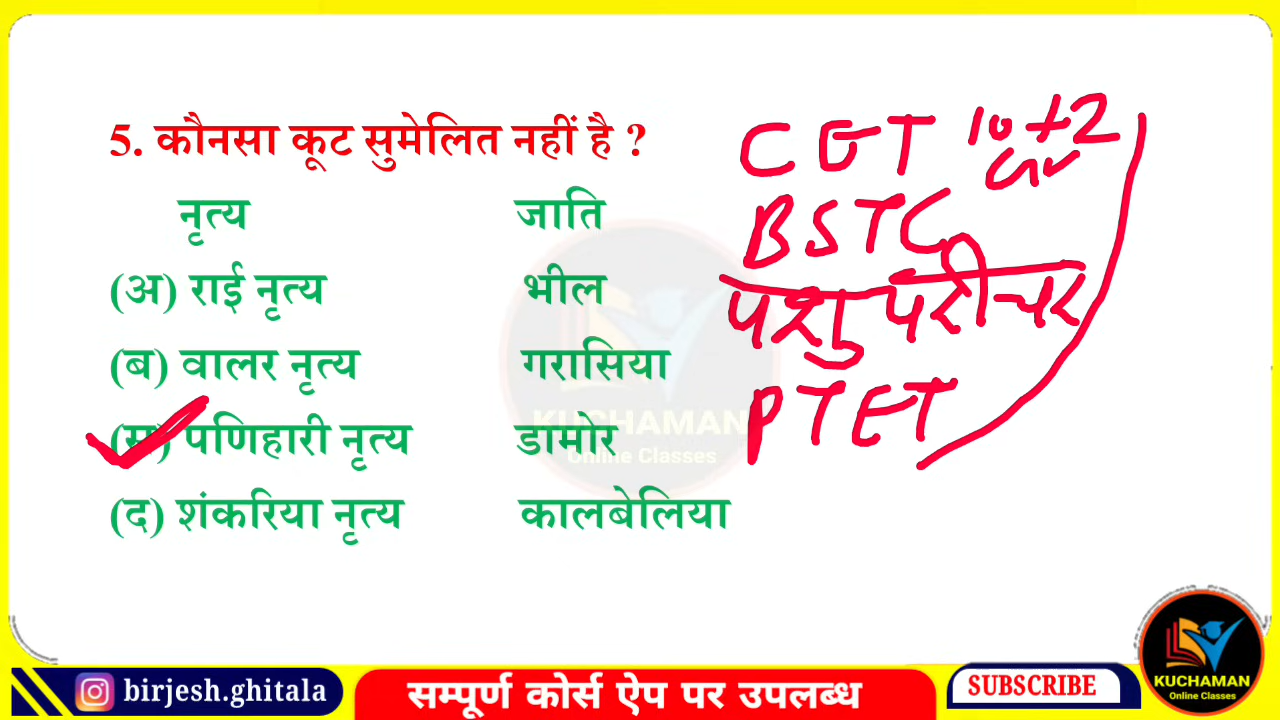 5. कौनसा कूट सुमेलित नहीं है ?
नृत्य जाति
(अ) राई नृत्य भील
(ब) वालर नृत्य गरासिया
(स) पणिहारी नृत्य डामोर
(द) शंकरिया नृत्य कालबेलिया
CET 10+2
BSTC
पशु परीचर
PTET
KUCHAMAN
Online Classes
birjesh.ghitala
सम्पूर्ण कोर्स ऐप पर उपलब्ध
SUBSCRIBE
KUCHAMAN
Online Classes